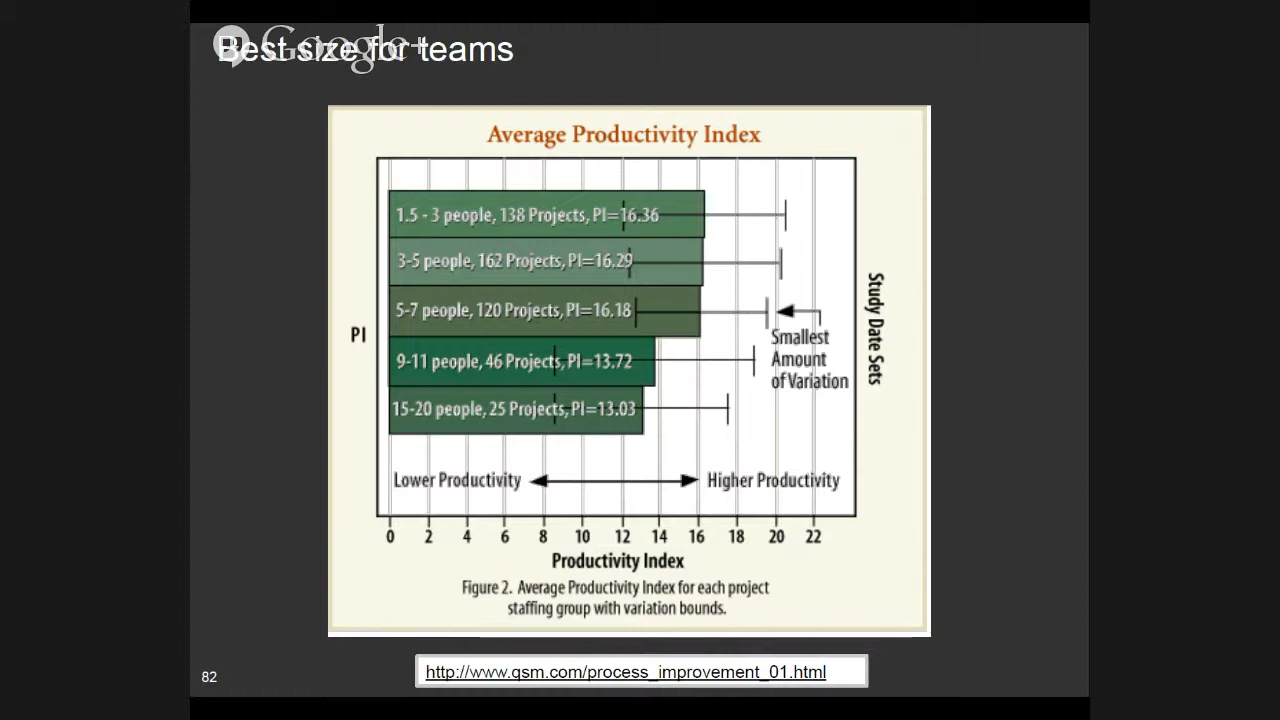 Best size for teams
Google+
Average Productivity Index
1.5 - 3 people, 138 Projects, PI=16.36
3-5 people, 162 Projects, PI=16.29
5-7 people, 120 Projects, PI=16.18
9-11 people, 46 Projects, PI=13.72
15-20 people, 25 Projects, PI=13.03
PI
Smallest
Amount
of Variation
Study Date Sets
Lower Productivity
Higher Productivity
0 2 4 6 8 10 12 14 16 18 20 22
Productivity Index
Figure 2. Average Productivity Index for each project
staffing group with variation bounds.
http://www.qsm.com/process_improvement_01.html
82